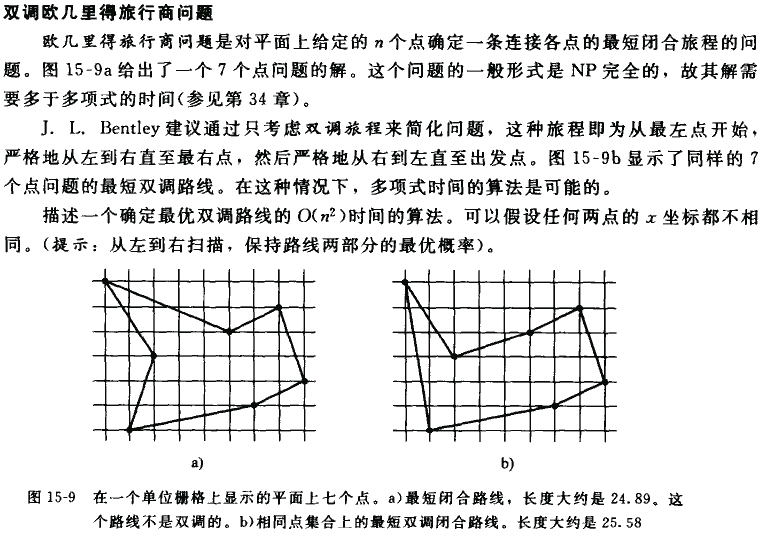 双调欧几里得旅行商问题
欧几里得旅行商问题是对平面上给定的 n 个点确定一条连接各点的最短闭合旅程的问
题。图 15-9a 给出了一个 7 个点问题的解。这个问题的一般形式是 NP 完全的，故其解需
要多于多项式的时间(参见第 34 章)。
J. L. Bentley 建议通过只考虑双调旅程来简化问题，这种旅程即为从最左点开始，
严格地从左到右直至最右点，然后严格地从右到左直至出发点。图 15-9b 显示了同样的 7
个点问题的最短双调路线。在这种情况下，多项式时间的算法是可能的。
描述一个确定最优双调路线的 O(n²)时间的算法。可以假设任何两点的 x 坐标都不相
同。(提示：从左到右扫描，保持路线两部分的最优概率)。
a)
b)
图 15-9 在一个单位栅格上显示的平面上七个点。a)最短闭合路线，长度大约是 24.89。这
个路线不是双调的。b)相同点集合上的最短双调闭合路线。长度大约是 25.58